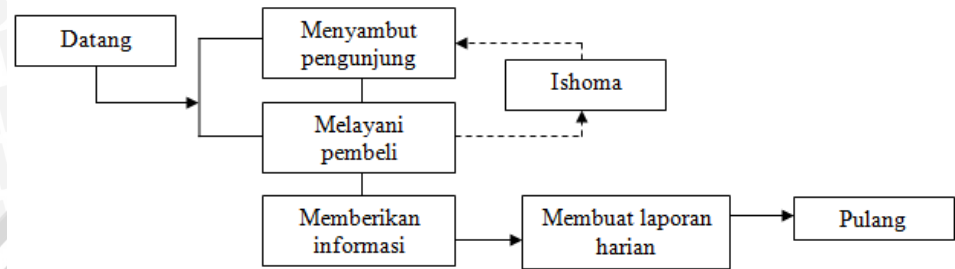 Datang
Menyambut
pengunjung
Ishoma
Melayani
pembeli
Memberikan
informasi
Membuat laporan
harian
Pulang